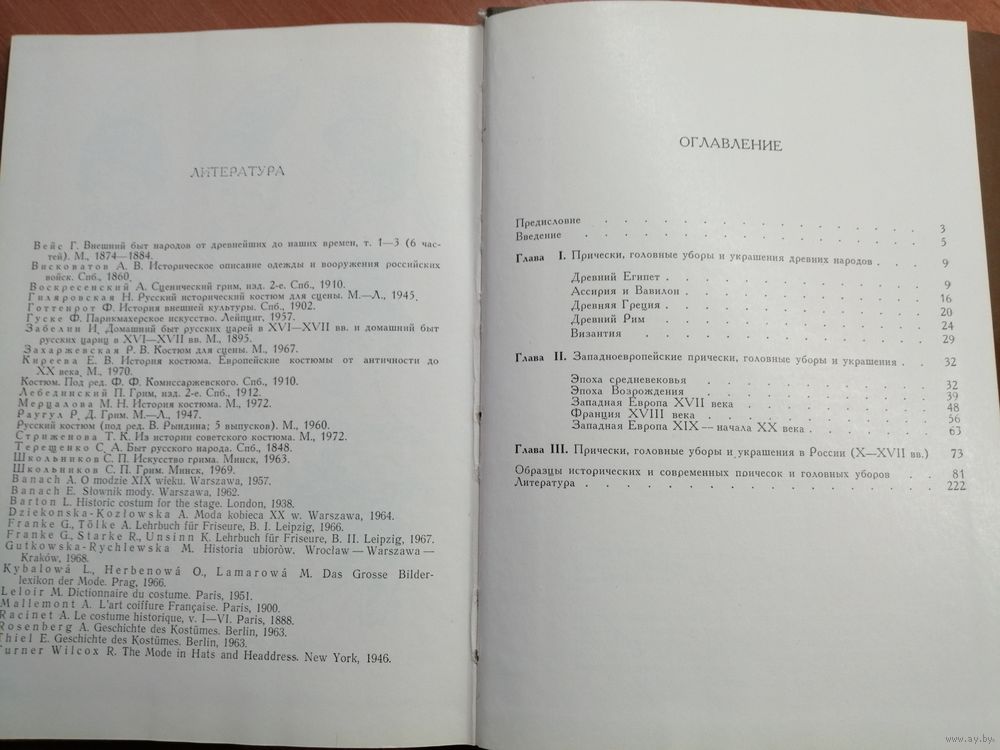 ЛИТЕРАТУРА
Вейс Г. Внешний быт народов от древнейших до наших времен, т. 1—3 (6 час-
тей). М., 1874—1884.
Висковатов А. В. Историческое описание одежды и вооружения российских
войск. Спб., 1860.
Воскресенский А. Сценический грим, изд. 2-е. Спб., 1910.
Гиляровская Н. Русский исторический костюм для сцены. М.—Л., 1945.
Готтенрот Ф. История внешней культуры. Спб., 1902.
Гуске Ф. Парикмахерское искусство. Лейпциг, 1957.
Забелин И. Домашний быт русских царей в XVI—XVII вв. и домашний быт
русских цариц в XVI—XVII вв. М., 1895.
Захаржевская Р. В. Костюм для сцены. М., 1967.
Киреева Е. В. История костюма. Европейские костюмы от античности до
XX века. М., 1970.
Костюм. Под ред. Ф. Ф. Комиссаржевского. Спб., 1910.
Лебединский П. Грим, изд. 2-е. Спб., 1912.
Мерцалова М. Н. История костюма. М., 1972.
Раугул Р. Д. Грим. М.—Л., 1947.
Русский костюм (под ред. В. Рындина; 5 выпусков). М., 1960.
Стриженова Т. К. Из истории советского костюма. М., 1972.
Терещенко С. А. Быт русского народа. Спб., 1848.
Школьников С. П. Искусство грима. Минск, 1963.
Школьников С. П. Грим. Минск, 1969.
Banach A. O modzie XIX wieku. Warszawa, 1957.
Banach E. Słownik mody. Warszawa, 1962.
Barton L. Historic costum for the stage. London, 1938.
Dziekonska-Kozłowska A. Moda kobieca XX w. Warszawa, 1964.
Franke G., Tölke A. Lehrbuch für Friseure, B. I. Leipzig, 1966.
Franke G., Starke R., Unsinn K. Lehrbuch für Friseure, B. II. Leipzig, 1967.
Gutkowska-Rychlewska M. Historia ubiorów. Wrocław—Warszawa—
Kraków, 1968.
Kybalowá L., Herbenowá O., Lamarowá M. Das Grosse Bilder-
lexikon der Mode. Prag, 1966.
Leloir M. Dictionnaire du costume. Paris, 1951.
Mallemont A. L'art coiffure Française. Paris, 1900.
Racinet A. Le costume historique, v. I—VI. Paris, 1888.
Rosenberg A. Geschichte des Kostümes. Berlin, 1963.
Thiel E. Geschichte des Kostümes. Berlin, 1963.
Turner Wilcox R. The Mode in Hats and Headdress. New York, 1946.
ОГЛАВЛЕНИЕ
Предисловие . . . . . . . . . . 3
Введение . . . . . . . . . . 5
Глава I. Прически, головные уборы и украшения древних народов . . . 9
Древний Египет . . . . . . . . . 9
Ассирия и Вавилон . . . . . . . . . 16
Древняя Греция . . . . . . . . . 20
Древний Рим . . . . . . . . . 24
Византия . . . . . . . . . 29
Глава II. Западноевропейские прически, головные уборы и украшения . . 32
Эпоха средневековья . . . . . . . . 32
Эпоха Возрождения . . . . . . . . 39
Западная Европа XVII века . . . . . . . 48
Франция XVIII века . . . . . . . . 56
Западная Европа XIX—начала XX века . . . . . 63
Глава III. Прически, головные уборы и украшения в России (X—XVII вв.) 73
Образцы исторических и современных причесок и головных уборов . . 81
Литература . . . . . . . . . . 222
www.ay.by